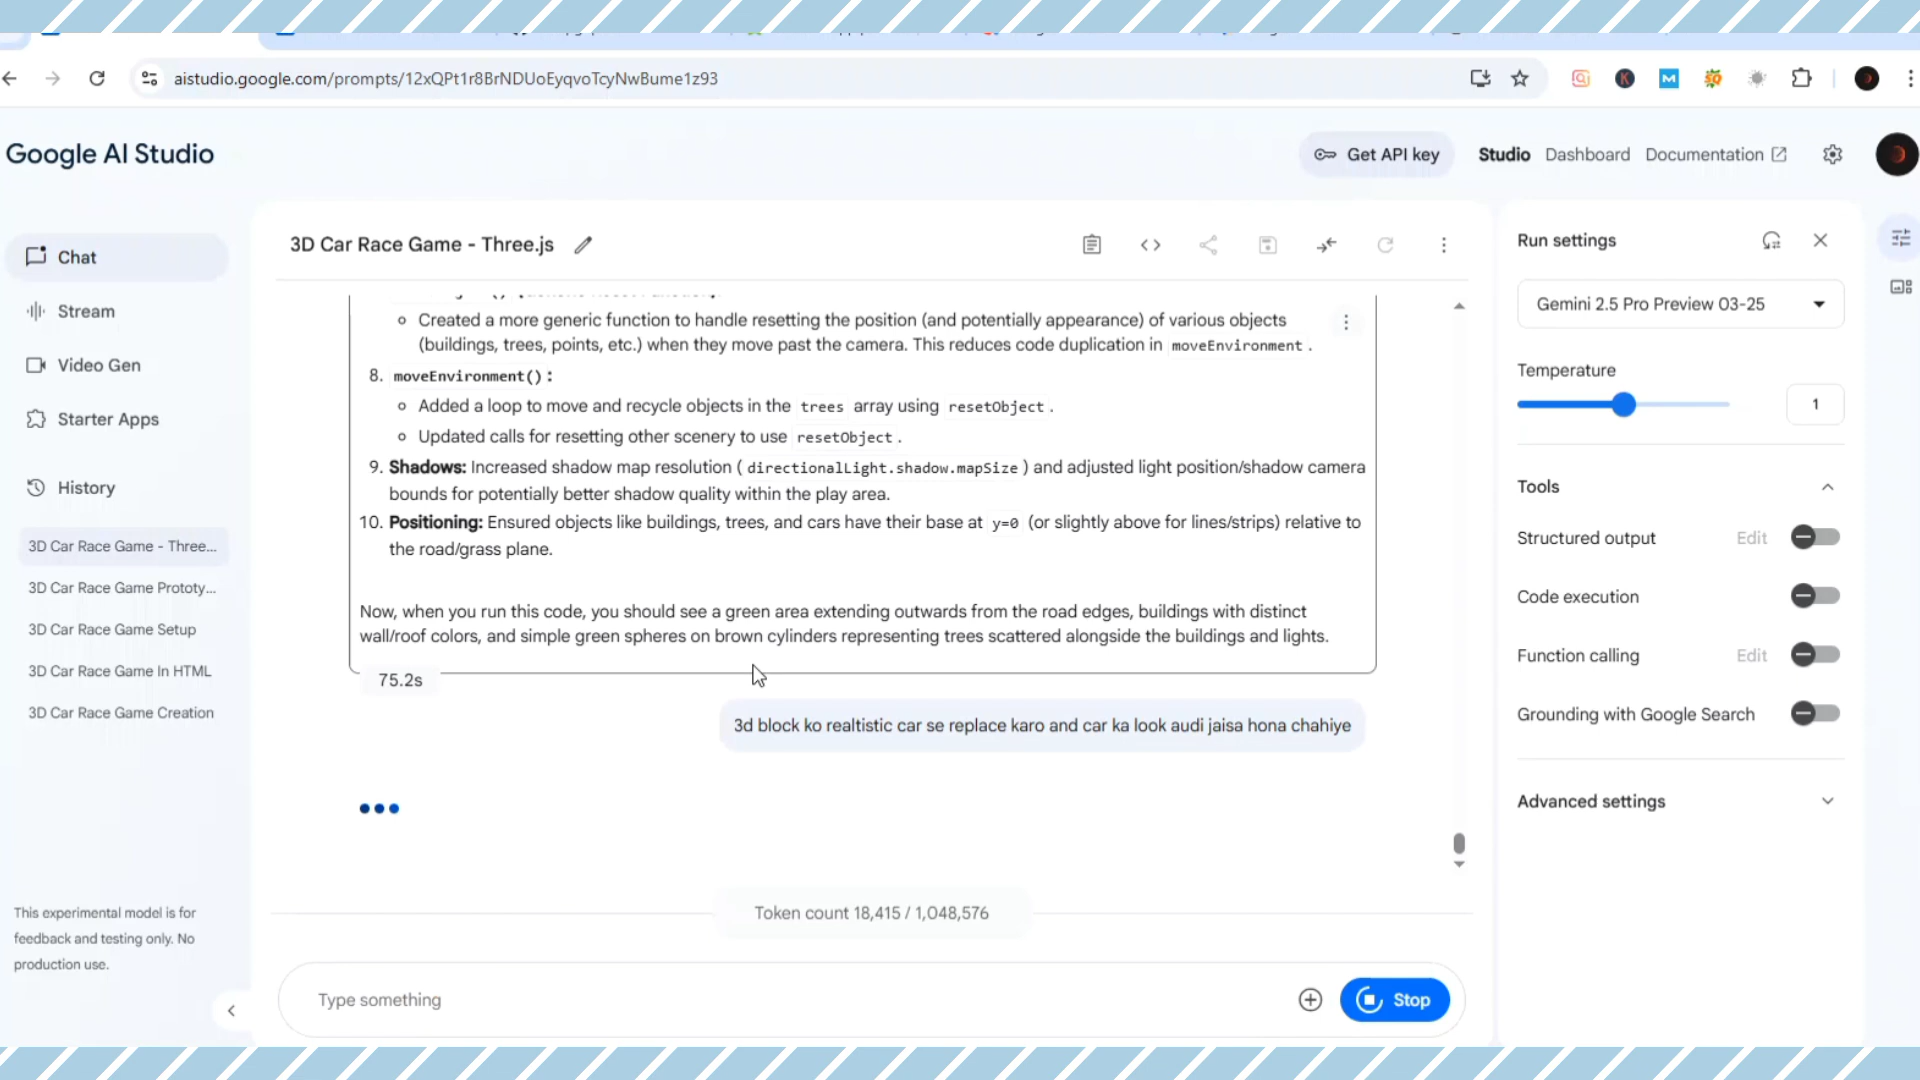 aistudio.google.com/prompts/12xQPt1r8BrNDUoEyqvoTcyNwBume1z93
Google AI Studio
Get API key
Studio
Dashboard
Documentation
Chat
Stream
Video Gen
Starter Apps
History
3D Car Race Game - Three...
3D Car Race Game Prototy...
3D Car Race Game Setup
3D Car Race Game In HTML
3D Car Race Game Creation
This experimental model is for
feedback and testing only. No
production use.
3D Car Race Game - Three.js
Created a more generic function to handle resetting the position (and potentially appearance) of various objects
(buildings, trees, points, etc.) when they move past the camera. This reduces code duplication in moveEnvironment .
8. moveEnvironment():
Added a loop to move and recycle objects in the trees array using resetObject .
Updated calls for resetting other scenery to use resetObject .
9. Shadows: Increased shadow map resolution ( directionalLight.shadow.mapSize ) and adjusted light position/shadow camera
bounds for potentially better shadow quality within the play area.
10. Positioning: Ensured objects like buildings, trees, and cars have their base at y=0 (or slightly above for lines/strips) relative to
the road/grass plane.
Now, when you run this code, you should see a green area extending outwards from the road edges, buildings with distinct
wall/roof colors, and simple green spheres on brown cylinders representing trees scattered alongside the buildings and lights.
75.2s
3d block ko realtistic car se replace karo and car ka look audi jaisa hona chahiye
Token count 18,415 / 1,048,576
Type something
Stop
Run settings
Gemini 2.5 Pro Preview 03-25
Temperature
1
Tools
Structured output Edit
Code execution
Function calling Edit
Grounding with Google Search
Advanced settings